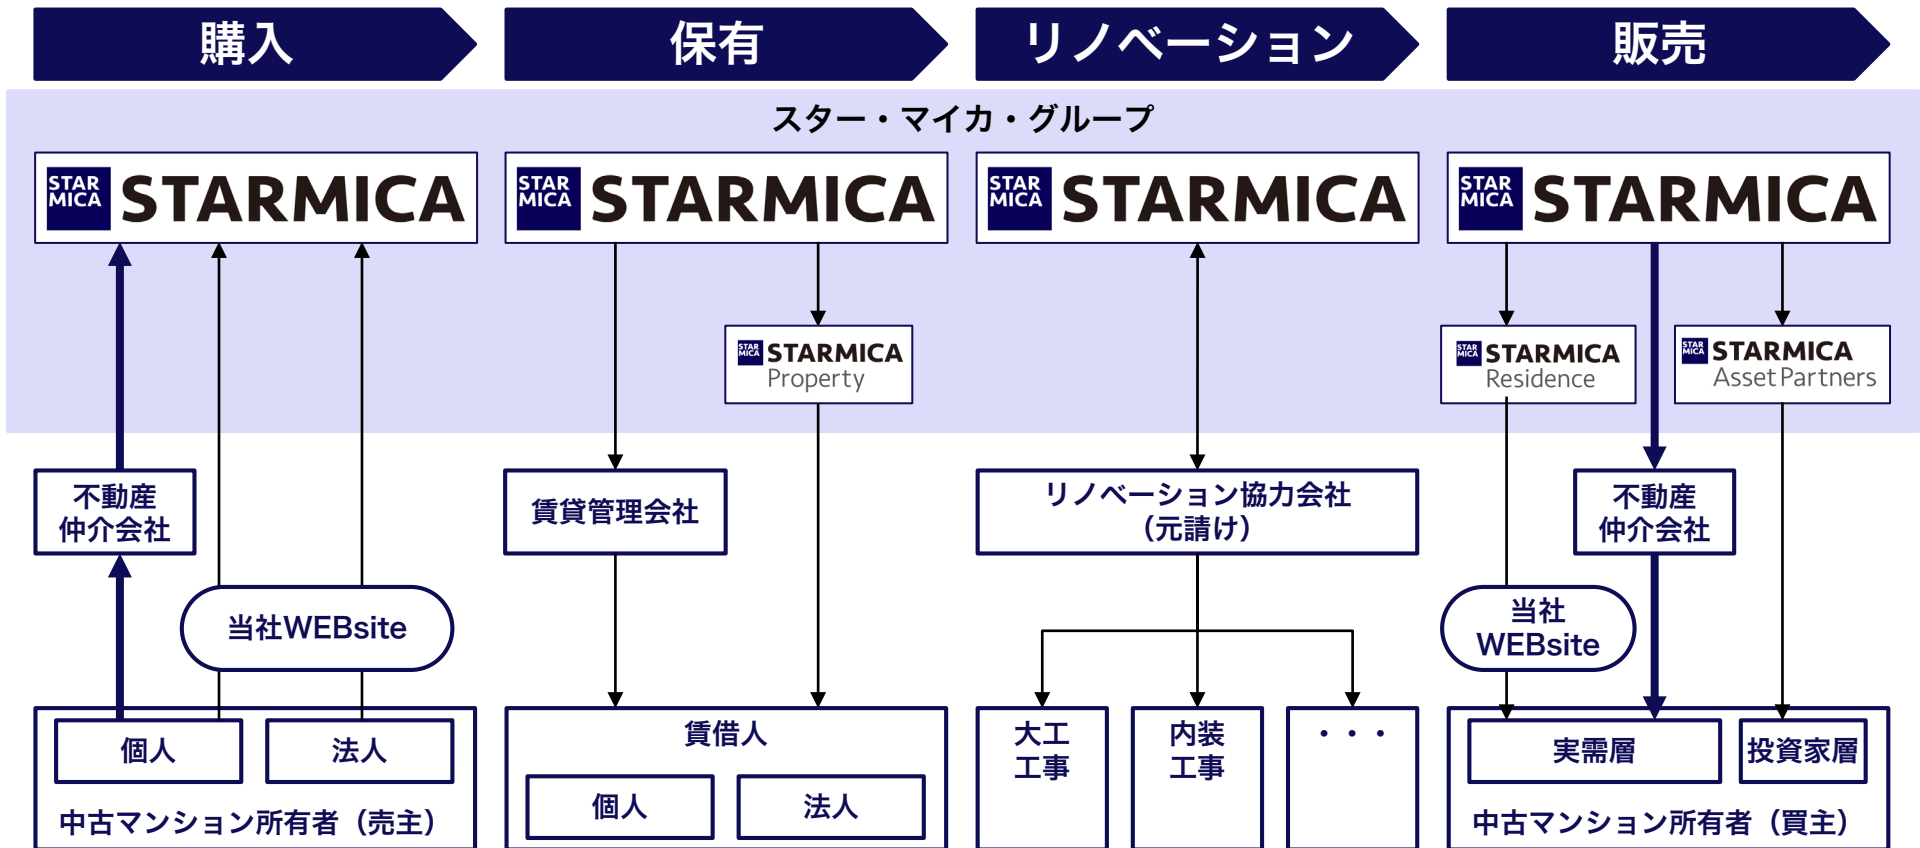 購入
保有
リノベーション
販売
スター・マイカ・グループ
STAR
MICA
STARMICA
STAR
MICA
STARMICA
STAR
MICA
STARMICA
STAR
MICA
STARMICA
STAR
MICA
STARMICA
Property
STAR
MICA
STARMICA
Residence
STAR
MICA
STARMICA
Asset Partners
不動産
仲介会社
賃貸管理会社
リノベーション協力会社
（元請け）
不動産
仲介会社
当社WEBsite
当社
WEBsite
個人
法人
中古マンション所有者（売主）
賃借人
個人
法人
大工
工事
内装
工事
・・・
実需層
投資家層
中古マンション所有者（買主）